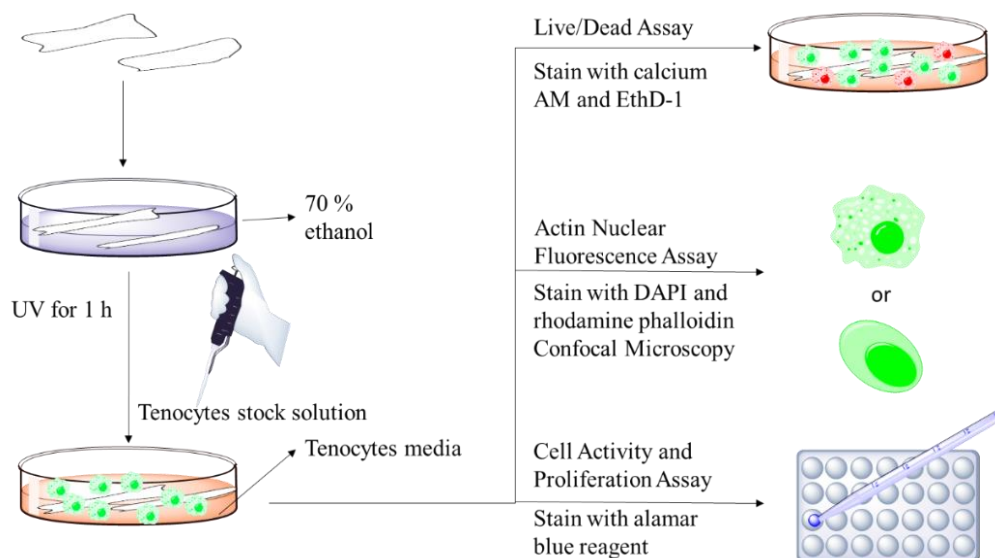 70 %
ethanol
UV for 1 h
Tenocytes stock solution
Tenocytes media
Live/Dead Assay
Stain with calcium
AM and EthD-1
Actin Nuclear
Fluorescence Assay
Stain with DAPI and
rhodamine phalloidin
Confocal Microscopy
or
Cell Activity and
Proliferation Assay
Stain with alamar
blue reagent